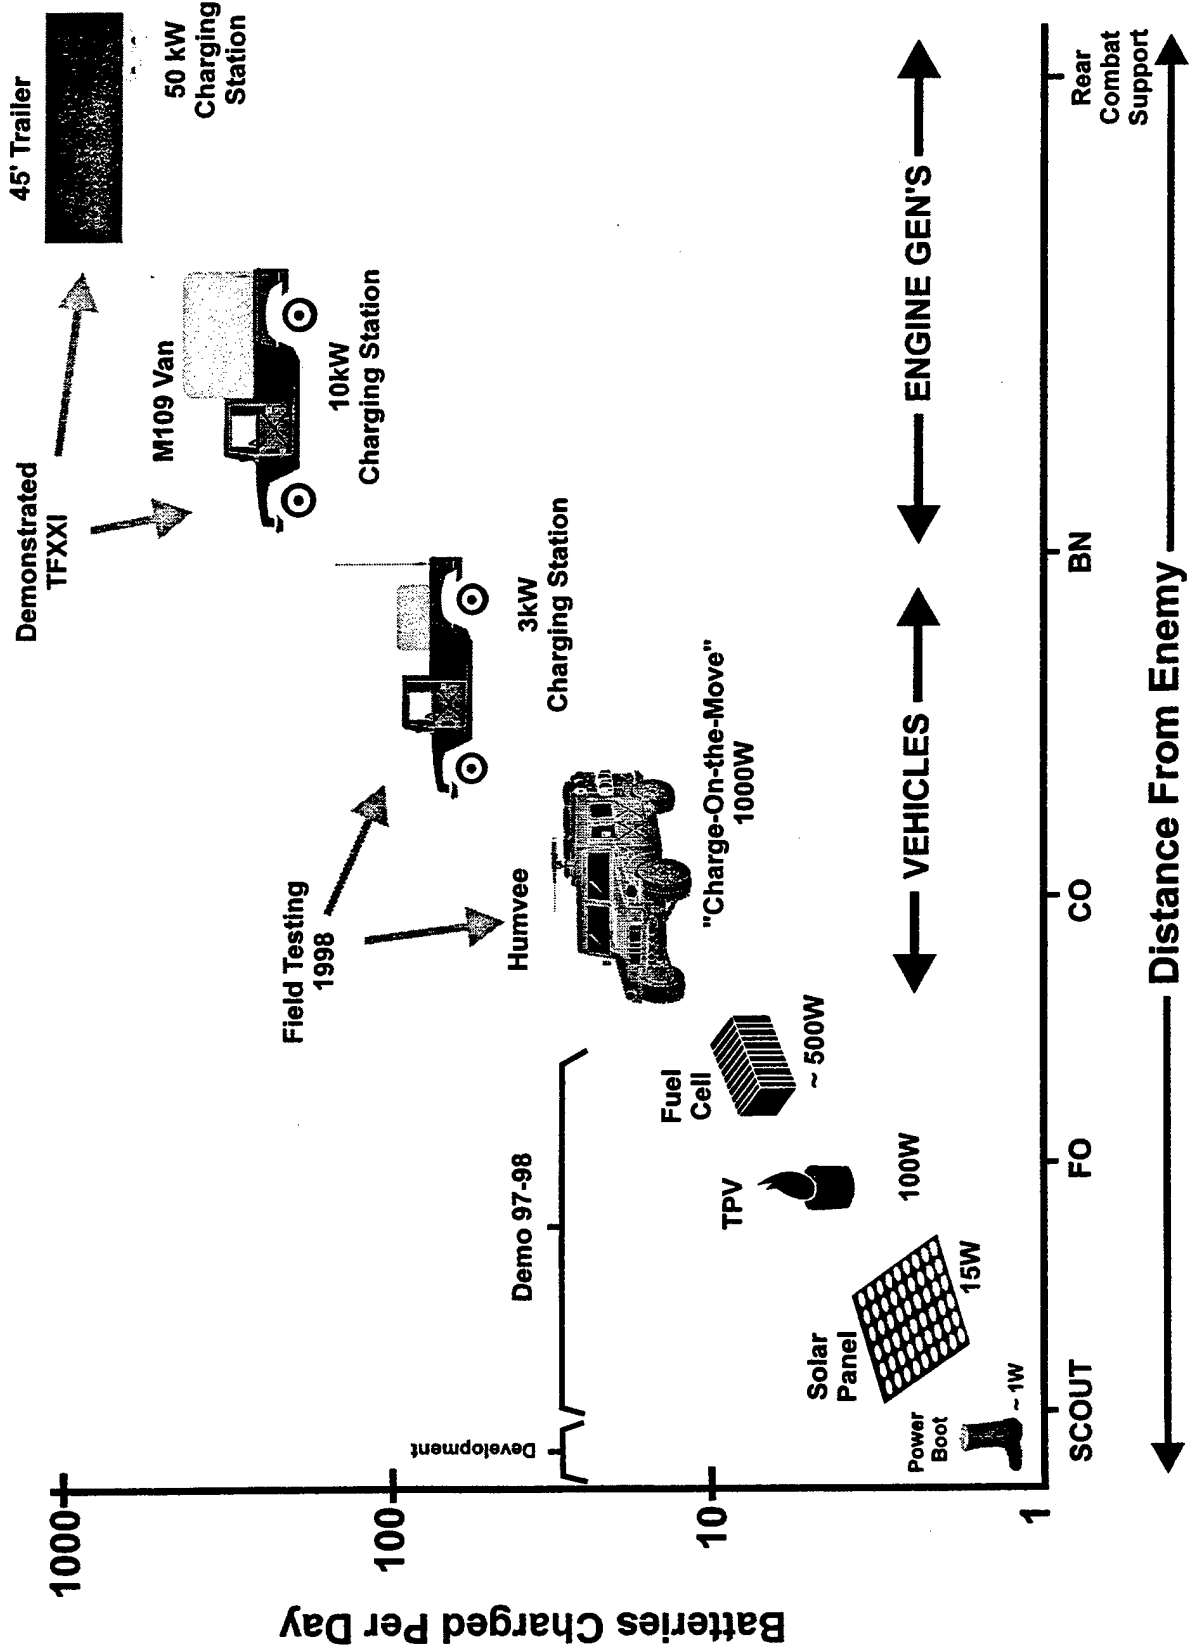 Batteries Charged Per Day
1000
100
10
1
Demonstrated
TFXXI
45' Trailer
50 kW
Charging
Station
M109 Van
10kW
Charging Station
Field Testing
1998
3kW
Charging Station
Humvee
"Charge-On-the-Move"
1000W
Demo 97-98
Development
Fuel
Cell
~ 500W
TPV
100W
Solar
Panel
15W
Power
Boot
~ 1W
VEHICLES
ENGINE GEN'S
SCOUT
FO
CO
BN
Rear
Combat
Support
Distance From Enemy